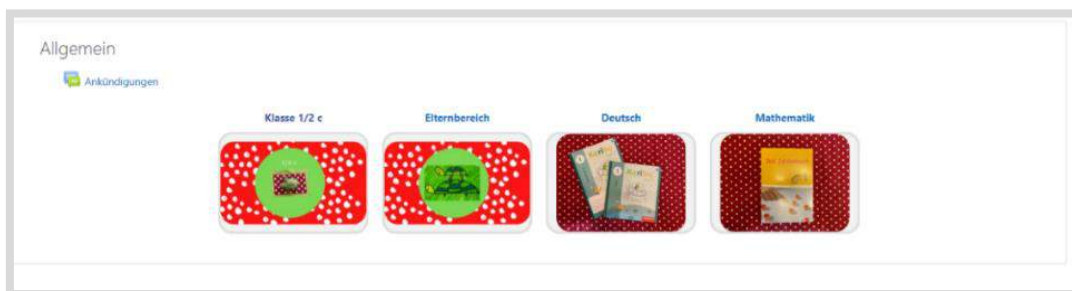 Allgemein
Ankündigungen
Klasse 1/2 c
Elternbereich
Deutsch
Mathematik